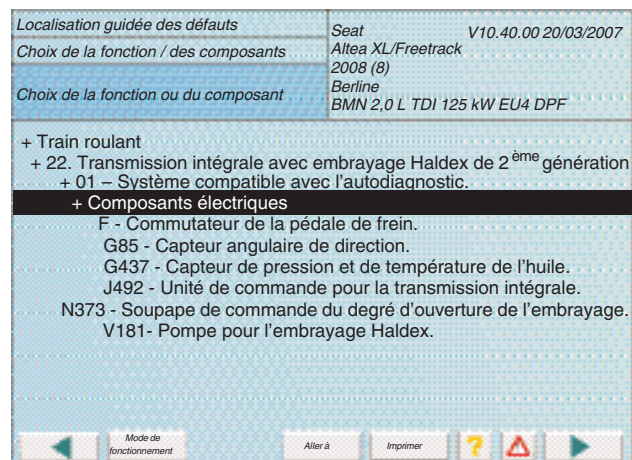 Localisation guidée des défauts
Choix de la fonction / des composants
Choix de la fonction ou du composant
Seat V10.40.00 20/03/2007
Altea XL/Freetrack
2008 (8)
Berline
BMN 2,0 L TDI 125 kW EU4 DPF
+ Train roulant
+ 22. Transmission intégrale avec embrayage Haldex de 2 ème génération
+ 01 – Système compatible avec l'autodiagnostic.
+ Composants électriques
F - Commutateur de la pédale de frein.
G85 - Capteur angulaire de direction.
G437 - Capteur de pression et de température de l'huile.
J492 - Unité de commande pour la transmission intégrale.
N373 - Soupape de commande du degré d'ouverture de l'embrayage.
V181- Pompe pour l'embrayage Haldex.
Mode de
fonctionnement
Aller à
Imprimer
?